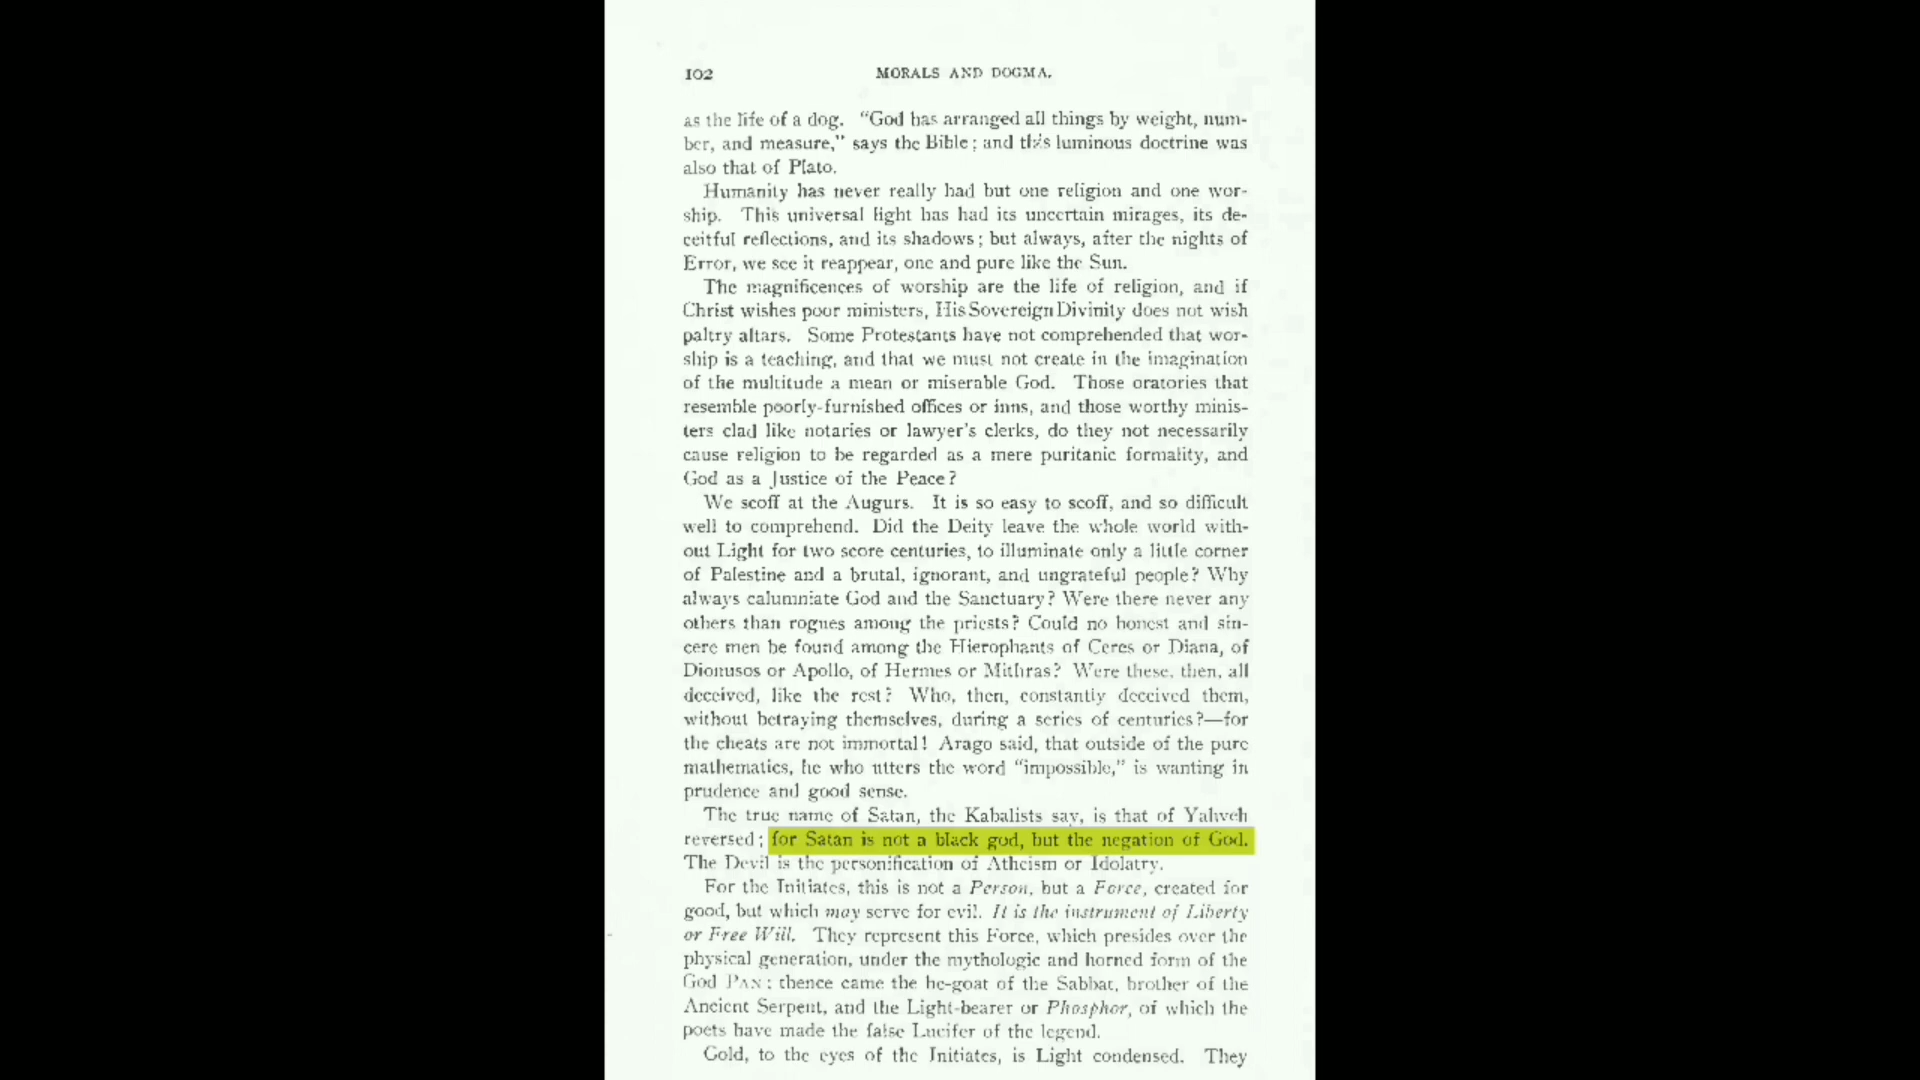 102 MORALS AND DOGMA.
as the life of a dog. "God has arranged all things by weight, num-
ber, and measure," says the Bible; and this luminous doctrine was
also that of Plato.
Humanity has never really had but one religion and one wor-
ship. This universal light has had its uncertain mirages, its de-
ceitful reflections, and its shadows; but always, after the nights of
Error, we see it reappear, one and pure like the Sun.
The magnificences of worship are the life of religion, and if
Christ wishes poor ministers, His Sovereign Divinity does not wish
paltry altars. Some Protestants have not comprehended that wor-
ship is a teaching, and that we must not create in the imagination
of the multitude a mean or miserable God. Those oratories that
resemble poorly-furnished offices or inns, and those worthy minis-
ters clad like notaries or lawyer's clerks, do they not necessarily
cause religion to be regarded as a mere puritanic formality, and
God as a Justice of the Peace?
We scoff at the Augurs. It is so easy to scoff, and so difficult
well to comprehend. Did the Deity leave the whole world with-
out Light for two score centuries, to illuminate only a little corner
of Palestine and a brutal, ignorant, and ungrateful people? Why
always calumniate God and the Sanctuary? Were there never any
others than rogues among the priests? Could no honest and sin-
cere men be found among the Hierophants of Ceres or Diana, of
Dionusos or Apollo, of Hermes or Mithras? Were these, then, all
deceived, like the rest? Who, then, constantly deceived them,
without betraying themselves, during a series of centuries?—for
the cheats are not immortal! Arago said, that outside of the pure
mathematics, he who utters the word "impossible," is wanting in
prudence and good sense.
The true name of Satan, the Kabalists say, is that of Yahveh
reversed; for Satan is not a black god, but the negation of God.
The Devil is the personification of Atheism or Idolatry.
For the Initiates, this is not a Person, but a Force, created for
good, but which may serve for evil. It is the instrument of Liberty
or Free Will. They represent this Force, which presides over the
physical generation, under the mythologic and horned form of the
God PAN; thence came the he-goat of the Sabbat, brother of the
Ancient Serpent, and the Light-bearer or Phosphor, of which the
poets have made the false Lucifer of the legend.
Gold, to the eyes of the Initiates, is Light condensed. They